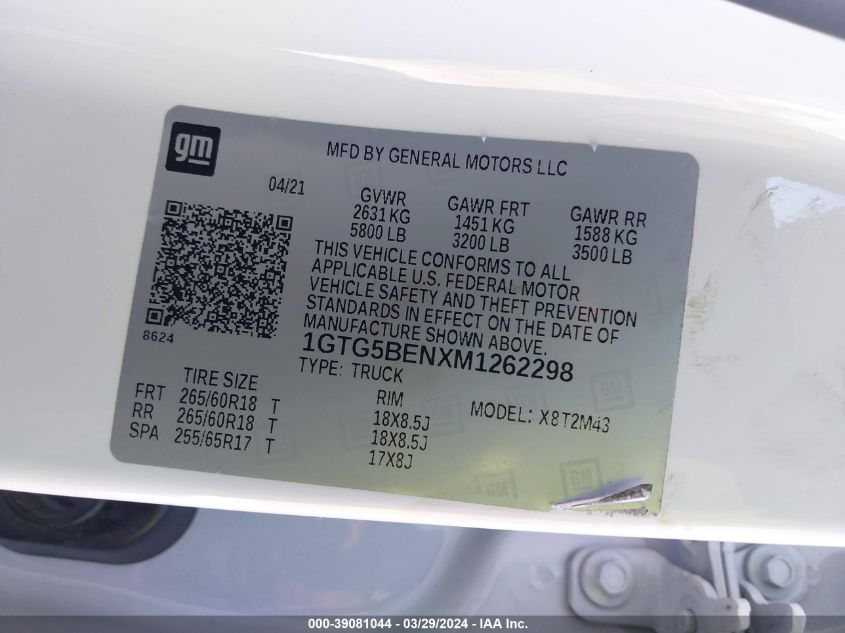 gm
MFD BY GENERAL MOTORS LLC
04/21
GVWR GAWR FRT GAWR RR
2631 KG 1451 KG 1588 KG
5800 LB 3200 LB 3500 LB
THIS VEHICLE CONFORMS TO ALL
APPLICABLE U.S. FEDERAL MOTOR
VEHICLE SAFETY AND THEFT PREVENTION
STANDARDS IN EFFECT ON THE DATE OF
MANUFACTURE SHOWN ABOVE.
8624
1GTG5BENXM1262298
TYPE: TRUCK
TIRE SIZE RIM MODEL: X8T2M43
FRT 265/60R18 T 18X8.5J
RR 265/60R18 T 18X8.5J
SPA 255/65R17 T 17X8J
GM
GM
GM
000-39081044 / 03/29/2024 — IAA Inc.